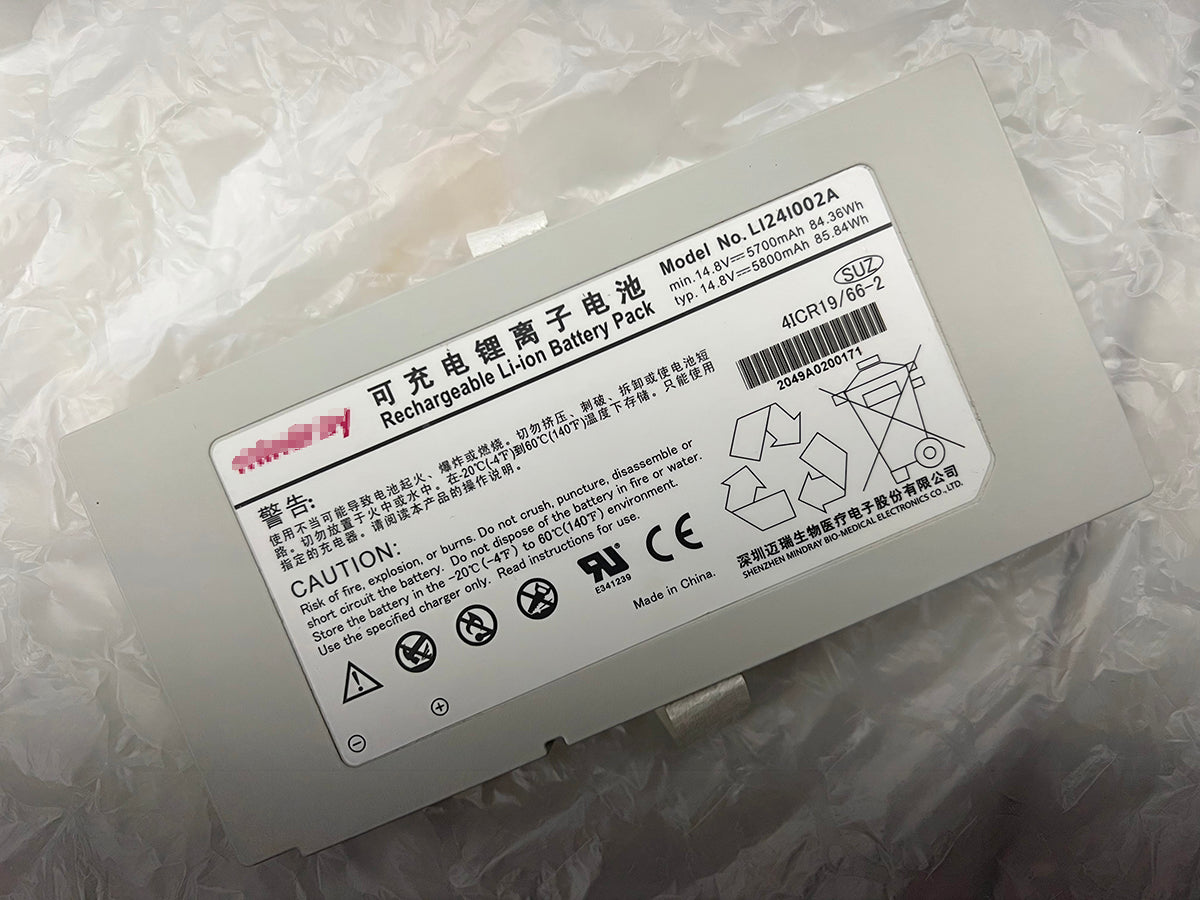 可充电锂离子电池
Rechargeable Li-ion Battery Pack
Model No. LI24I002A
min. 14.8V⎓5700mAh 84.36Wh
typ. 14.8V⎓5800mAh 85.84Wh
SUZ
4ICR19/66-2
2049A0200171
警告:
使用不当可能导致电池起火、爆炸或燃烧。切勿挤压、刺破、拆卸或使电池短
路。切勿放置于火中或水中。在-20℃(-4℉)到60℃(140℉)温度下存储。只能使用
指定的充电器。请阅读本产品的操作说明。
CAUTION:
Risk of fire, explosion, or burns. Do not crush, puncture, disassemble or
short circuit the battery. Do not dispose of the battery in fire or water.
Store the battery in the -20℃(-4℉) to 60℃(140℉) environment.
Use the specified charger only. Read instructions for use.
E341239
CE
Made in China.
深圳迈瑞生物医疗电子股份有限公司
SHENZHEN MINDRAY BIO-MEDICAL ELECTRONICS CO., LTD.